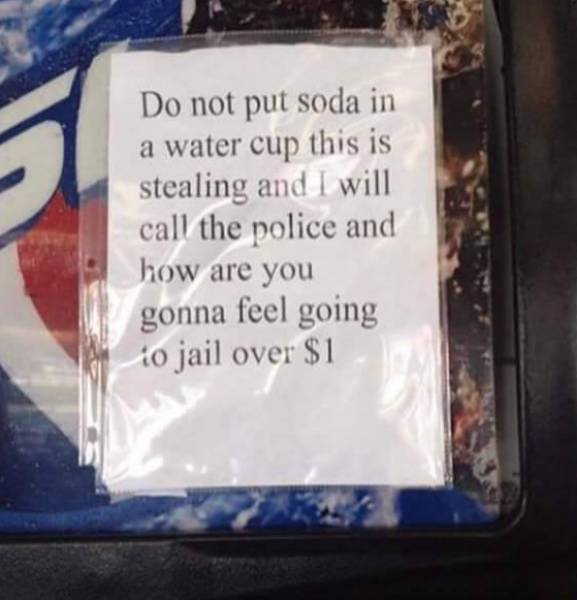 Do not put soda in
a water cup this is
stealing and I will
call the police and
how are you
gonna feel going
to jail over $1